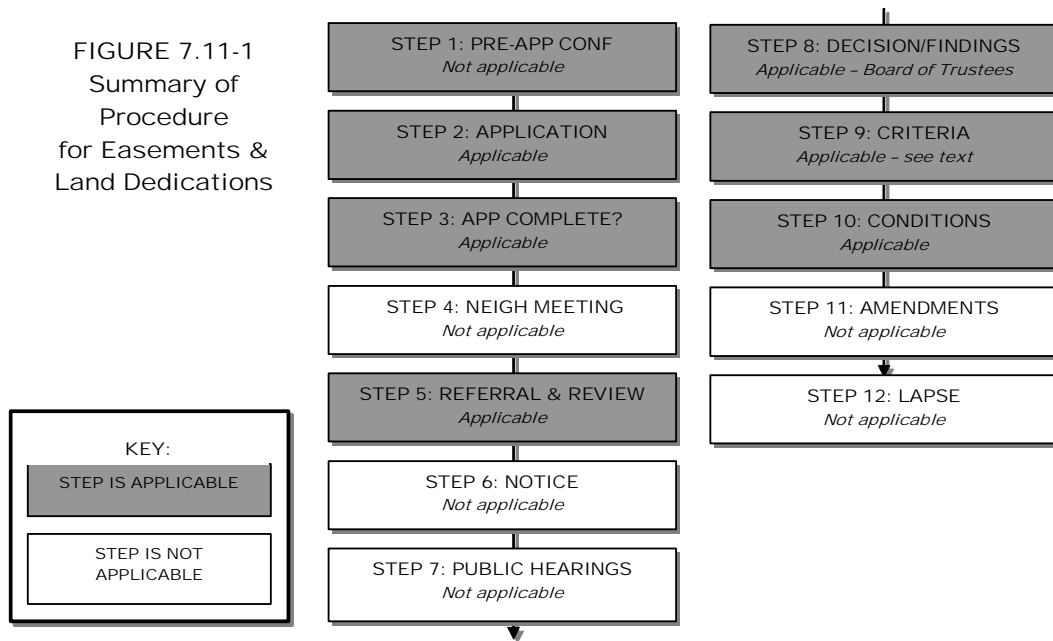 FIGURE 7.11-1
Summary of
Procedure
for Easements &
Land Dedications
KEY:
STEP IS APPLICABLE
STEP IS NOT
APPLICABLE
STEP 1: PRE-APP CONF
Not applicable
STEP 2: APPLICATION
Applicable
STEP 3: APP COMPLETE?
Applicable
STEP 4: NEIGH MEETING
Not applicable
STEP 5: REFERRAL & REVIEW
Applicable
STEP 6: NOTICE
Not applicable
STEP 7: PUBLIC HEARINGS
Not applicable
STEP 8: DECISION/FINDINGS
Applicable – Board of Trustees
STEP 9: CRITERIA
Applicable – see text
STEP 10: CONDITIONS
Applicable
STEP 11: AMENDMENTS
Not applicable
STEP 12: LAPSE
Not applicable